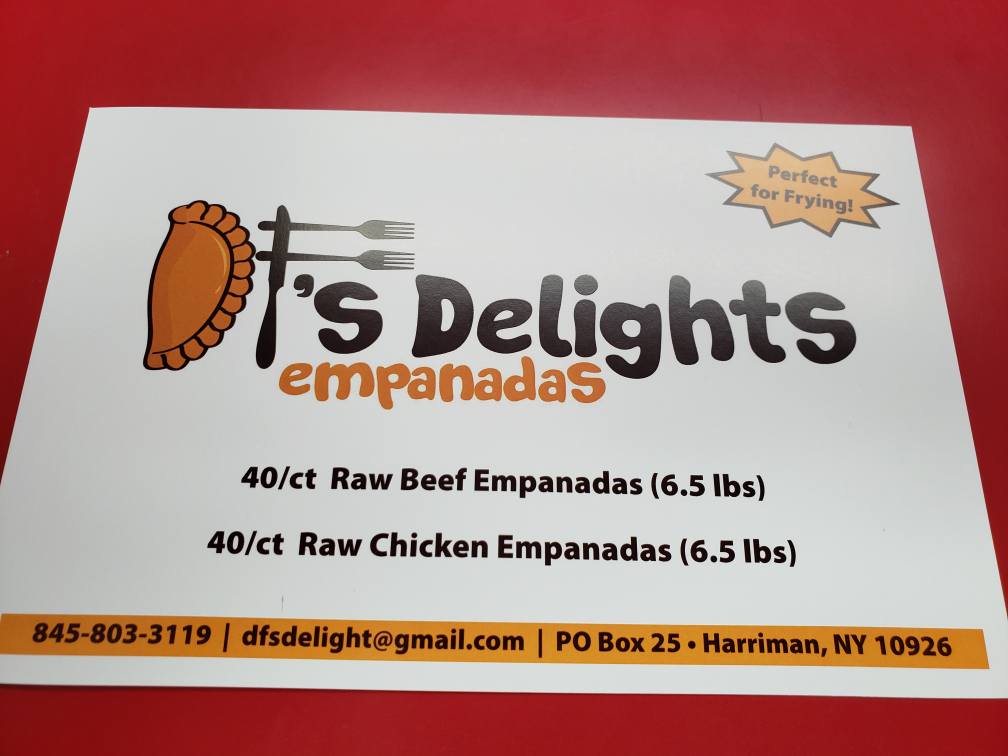 Perfect
for Frying!
DF's Delights
empanadas
40/ct Raw Beef Empanadas (6.5 lbs)
40/ct Raw Chicken Empanadas (6.5 lbs)
845-803-3119 | dfsdelight@gmail.com | PO Box 25 • Harriman, NY 10926